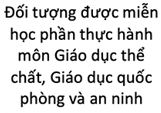 Đối tượng được miễn
học phần thực hành
môn Giáo dục thể
chất, Giáo dục quốc
phòng và an ninh